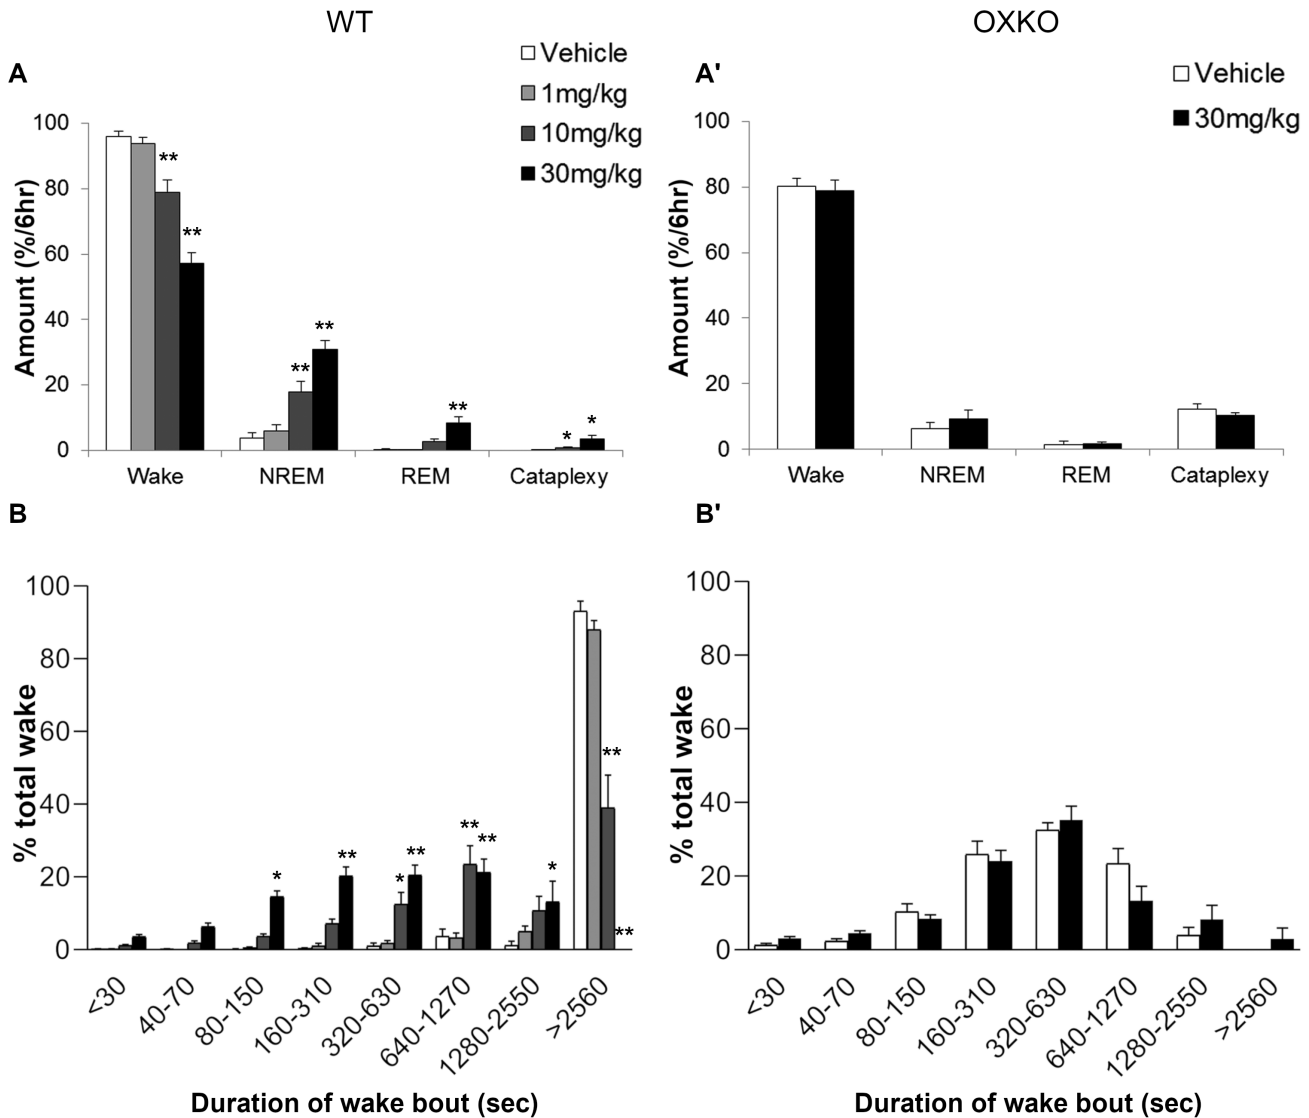 WT
OXKO
A
Vehicle
1mg/kg
10mg/kg
30mg/kg
Amount (%/6hr)
100
80
60
40
20
0
**
**
**
**
**
*
*
Wake
NREM
REM
Cataplexy
A'
Vehicle
30mg/kg
Amount (%/6hr)
100
80
60
40
20
0
Wake
NREM
REM
Cataplexy
B
% total wake
100
80
60
40
20
0
*
**
*
**
**
**
*
**
**
<30
40-70
80-150
160-310
320-630
640-1270
1280-2550
>2560
Duration of wake bout (sec)
B'
% total wake
100
80
60
40
20
0
<30
40-70
80-150
160-310
320-630
640-1270
1280-2550
>2560
Duration of wake bout (sec)